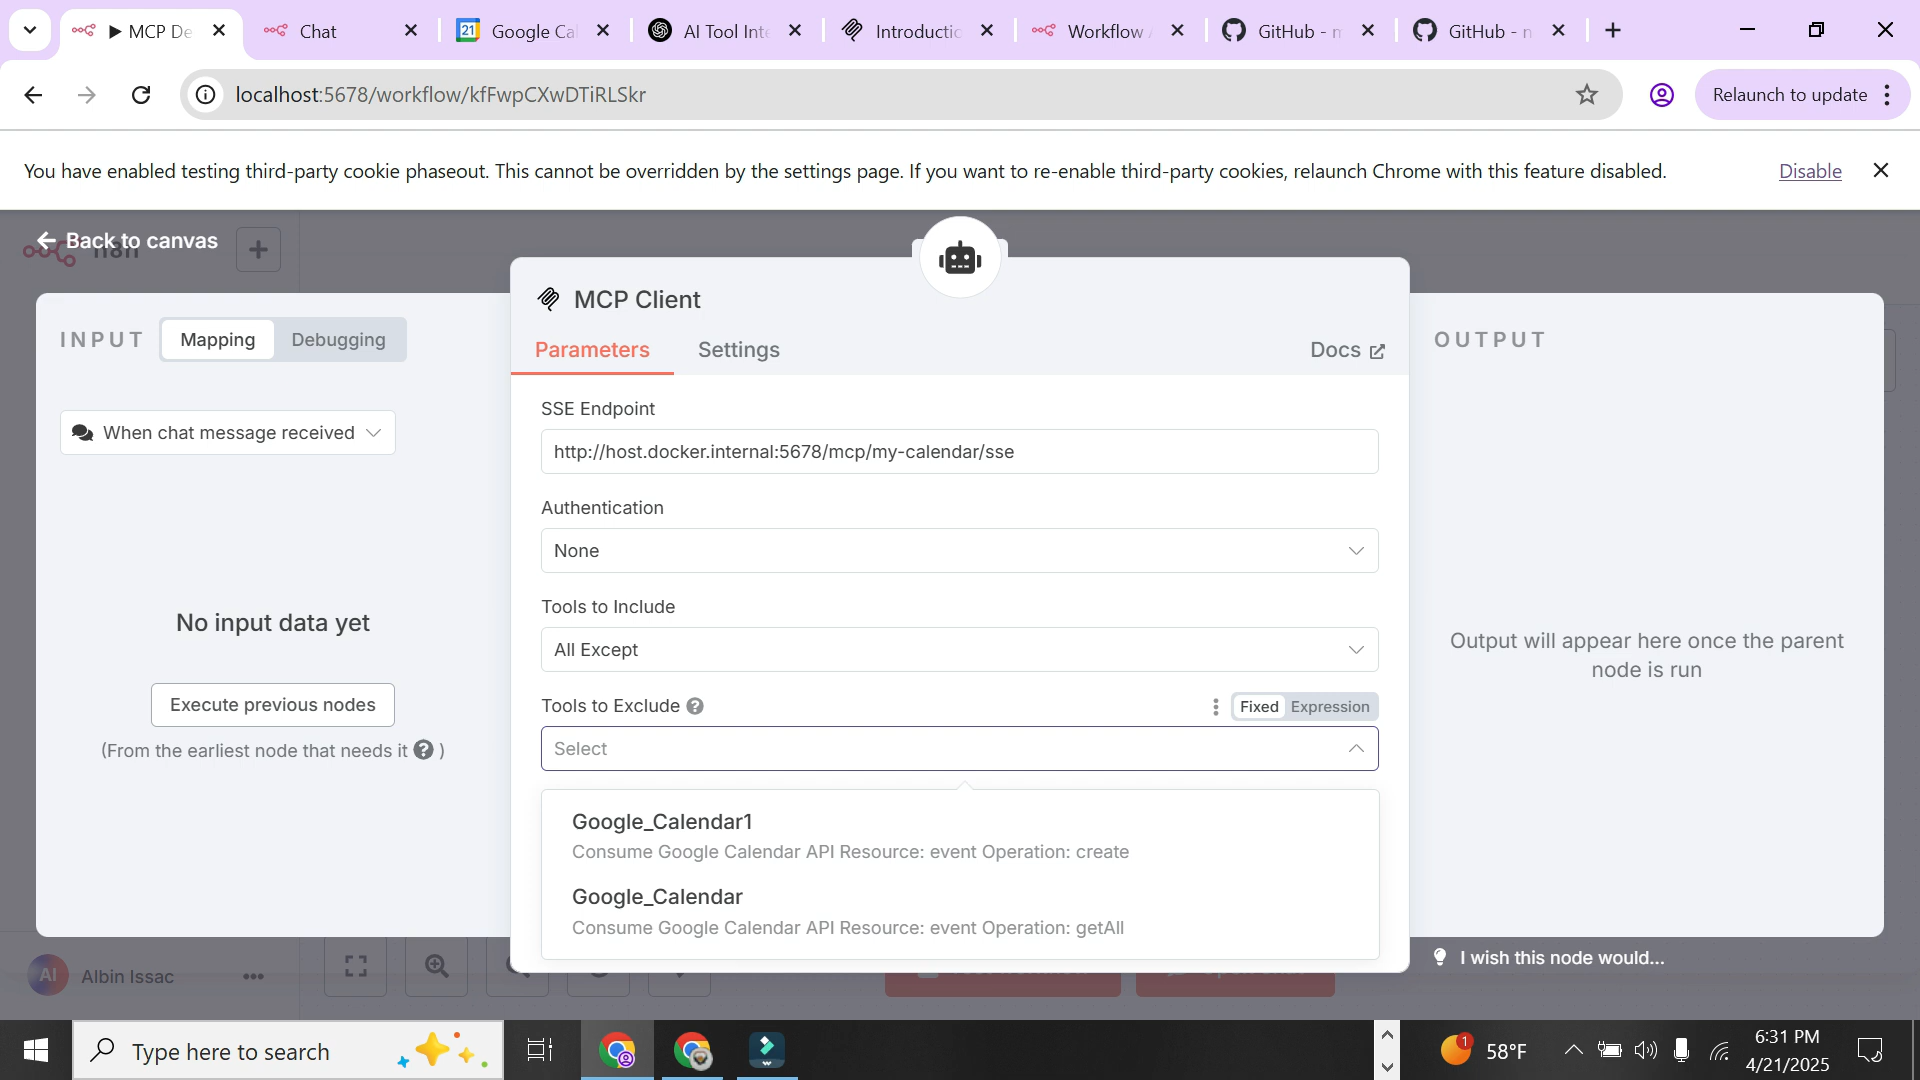 MCP De
Chat
21
Google Cal
AI Tool Inte
Introductio
Workflow
GitHub - n
GitHub - n
localhost:5678/workflow/kfFwpCXwDTiRLSkr
Relaunch to update
You have enabled testing third-party cookie phaseout. This cannot be overridden by the settings page. If you want to re-enable third-party cookies, relaunch Chrome with this feature disabled.
Disable
Back to canvas
n8n
MCP Client
INPUT
Mapping
Debugging
Parameters
Settings
Docs
OUTPUT
SSE Endpoint
When chat message received
http://host.docker.internal:5678/mcp/my-calendar/sse
Authentication
None
Tools to Include
No input data yet
All Except
Output will appear here once the parent
node is run
Execute previous nodes
(From the earliest node that needs it ? )
Tools to Exclude ?
Fixed
Expression
Select
Google_Calendar1
Consume Google Calendar API Resource: event Operation: create
Google_Calendar
Consume Google Calendar API Resource: event Operation: getAll
I wish this node would...
AI
Albin Issac
Type here to search
1
58°F
6:31 PM
4/21/2025